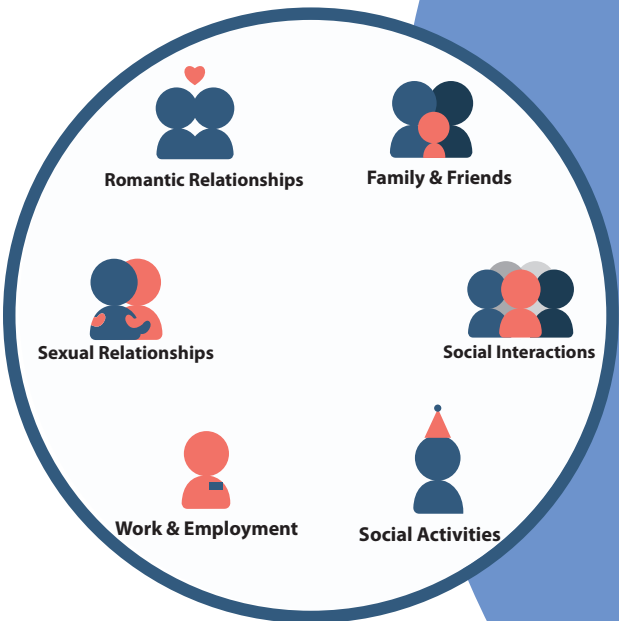 Romantic Relationships
Family & Friends
Sexual Relationships
Social Interactions
Work & Employment
Social Activities